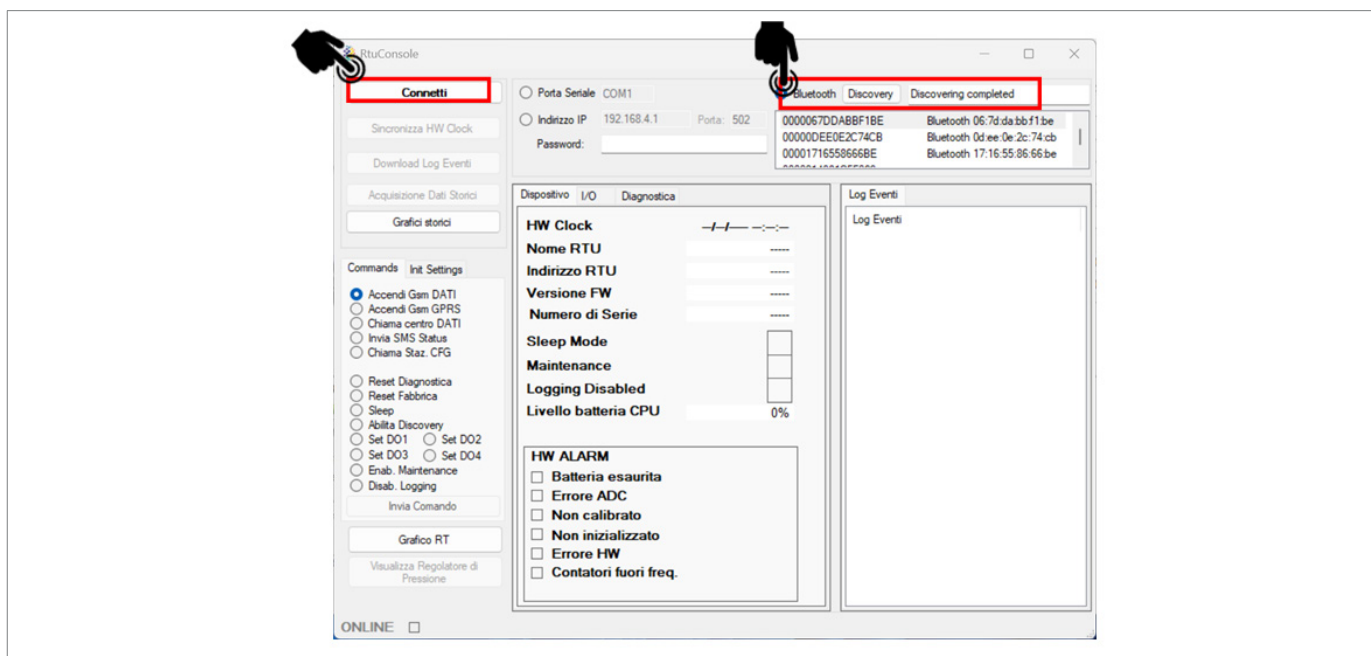 RtuConsole
Connetti
Sincronizza HW Clock
Download Log Eventi
Acquisizione Dati Storici
Grafici storici
Porta Seriale COM1
Indirizzo IP 192.168.4.1 Porta: 502
Password:
Bluetooth Discovery Discovering completed
0000067DDABBF1BE Bluetooth 06:7d:da:bb:f1:be
00000DEE0E2C74CB Bluetooth 0d:ee:0e:2c:74:cb
00001716558666BE Bluetooth 17:16:55:86:66:be
Commands Init Settings
Accendi Gsm DATI
Accendi Gsm GPRS
Chiama centro DATI
Invia SMS Status
Chiama Staz. CFG
Reset Diagnostica
Reset Fabbrica
Sleep
Abilita Discovery
Set DO1 Set DO2
Set DO3 Set DO4
Enab. Maintenance
Disab. Logging
Invia Comando
Grafico RT
Visualizza Regolatore di
Pressione
Dispositivo I/O Diagnostica
HW Clock --/--/---- --:--:--
Nome RTU -----
Indirizzo RTU -----
Versione FW -----
Numero di Serie -----
Sleep Mode
Maintenance
Logging Disabled
Livello batteria CPU 0%
HW ALARM
Batteria esaurita
Errore ADC
Non calibrato
Non inizializzato
Errore HW
Contatori fuori freq.
Log Eventi
Log Eventi
ONLINE